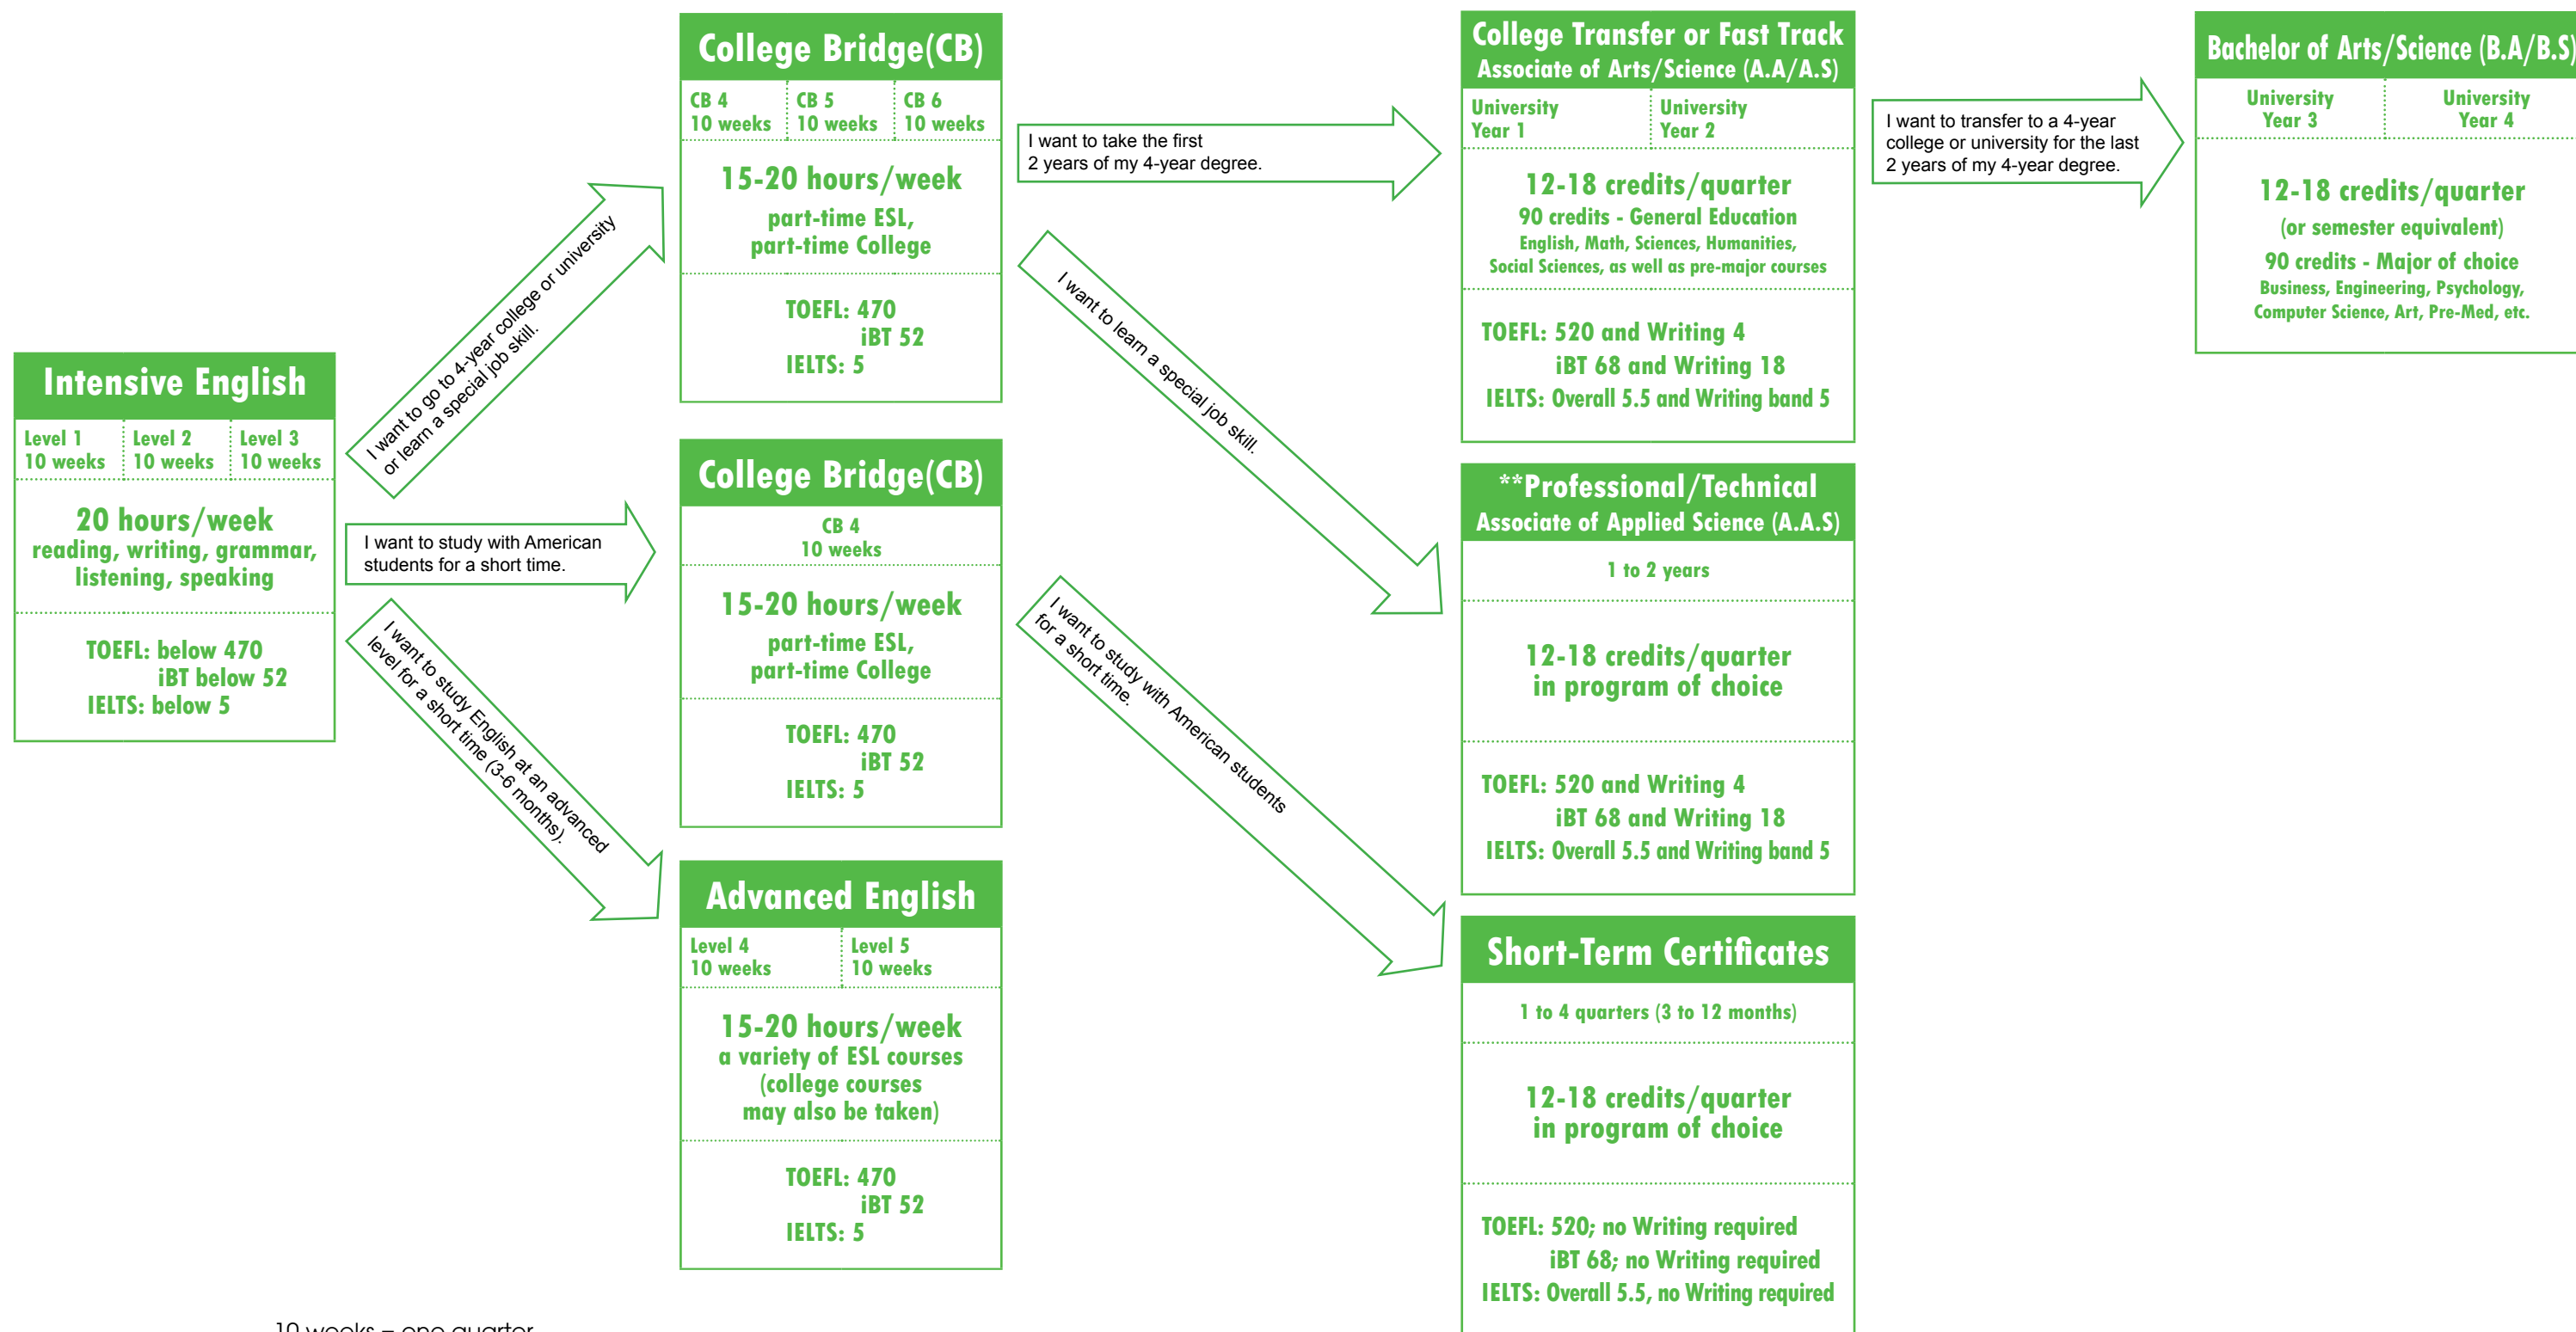 Intensive English
Level 1
10 weeks
Level 2
10 weeks
Level 3
10 weeks
20 hours/week
reading, writing, grammar,
listening, speaking
TOEFL: below 470
iBT below 52
IELTS: below 5
I want to go to 4-year college or university
or learn a special job skill.
I want to study with American
students for a short time.
I want to study English at an advanced
level for a short time (3-6 months).
College Bridge(CB)
CB 4
10 weeks
CB 5
10 weeks
CB 6
10 weeks
15-20 hours/week
part-time ESL,
part-time College
TOEFL: 470
iBT 52
IELTS: 5
College Bridge(CB)
CB 4
10 weeks
15-20 hours/week
part-time ESL,
part-time College
TOEFL: 470
iBT 52
IELTS: 5
Advanced English
Level 4
10 weeks
Level 5
10 weeks
15-20 hours/week
a variety of ESL courses
(college courses
may also be taken)
TOEFL: 470
iBT 52
IELTS: 5
I want to take the first
2 years of my 4-year degree.
I want to learn a special job skill.
I want to study with American students
for a short time.
College Transfer or Fast Track
Associate of Arts/Science (A.A/A.S)
University
Year 1
University
Year 2
12-18 credits/quarter
90 credits - General Education
English, Math, Sciences, Humanities,
Social Sciences, as well as pre-major courses
TOEFL: 520 and Writing 4
iBT 68 and Writing 18
IELTS: Overall 5.5 and Writing band 5
**Professional/Technical
Associate of Applied Science (A.A.S)
1 to 2 years
12-18 credits/quarter
in program of choice
TOEFL: 520 and Writing 4
iBT 68 and Writing 18
IELTS: Overall 5.5 and Writing band 5
Short-Term Certificates
1 to 4 quarters (3 to 12 months)
12-18 credits/quarter
in program of choice
TOEFL: 520; no Writing required
iBT 68; no Writing required
IELTS: Overall 5.5, no Writing required
I want to transfer to a 4-year
college or university for the last
2 years of my 4-year degree.
Bachelor of Arts/Science (B.A/B.S)
University
Year 3
University
Year 4
12-18 credits/quarter
(or semester equivalent)
90 credits - Major of choice
Business, Engineering, Psychology,
Computer Science, Art, Pre-Med, etc.
10 weeks = one quarter